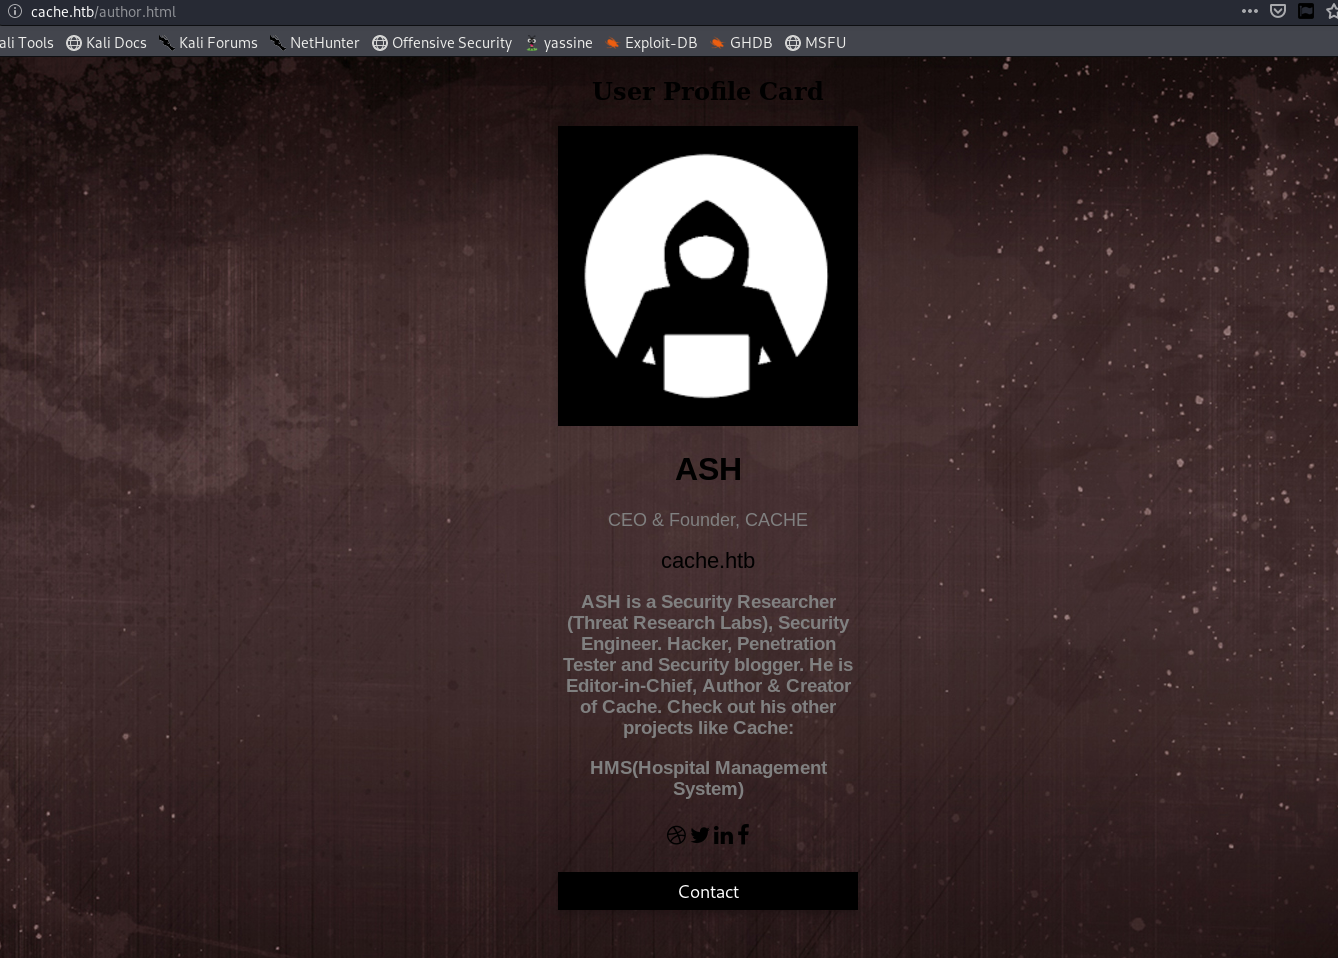 cache.htb/author.html
ali Tools Kali Docs Kali Forums NetHunter Offensive Security yassine Exploit-DB GHDB MSFU
User Profile Card
ASH
CEO & Founder, CACHE
cache.htb
ASH is a Security Researcher
(Threat Research Labs), Security
Engineer. Hacker, Penetration
Tester and Security blogger. He is
Editor-in-Chief, Author & Creator
of Cache. Check out his other
projects like Cache:
HMS(Hospital Management
System)
Contact